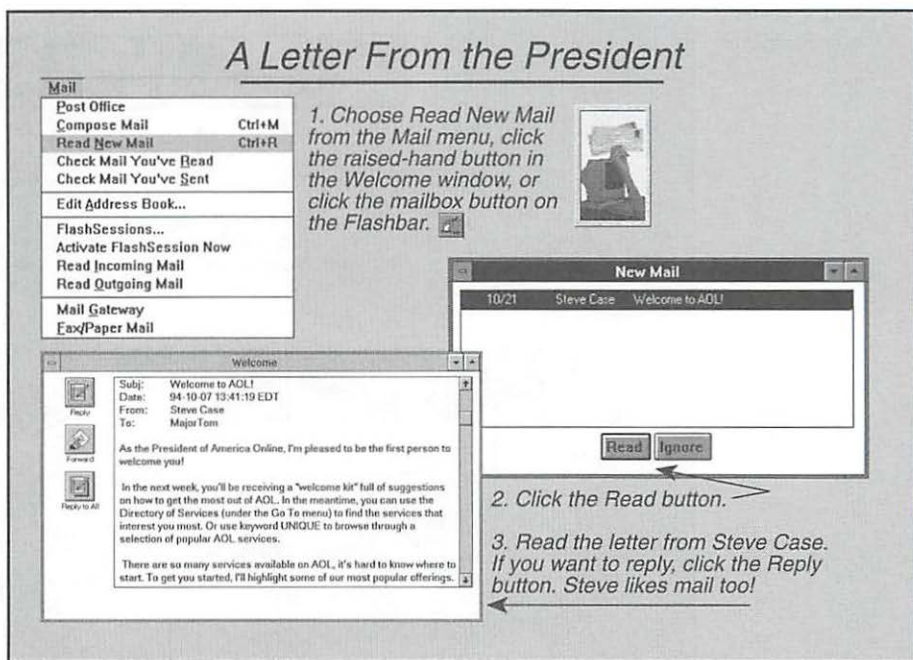 A Letter From the President
Mail
Post Office
Compose Mail Ctrl+M
Read New Mail Ctrl+R
Check Mail You've Read
Check Mail You've Sent
Edit Address Book...
FlashSessions...
Activate FlashSession Now
Read Incoming Mail
Read Outgoing Mail
Mail Gateway
Fax/Paper Mail
1. Choose Read New Mail
from the Mail menu, click
the raised-hand button in
the Welcome window, or
click the mailbox button on
the Flashbar.
New Mail
10/21 Steve Case Welcome to AOL!
Read Ignore
2. Click the Read button.
3. Read the letter from Steve Case.
If you want to reply, click the Reply
button. Steve likes mail too!
Welcome
Reply
Forward
Reply to All
Subj: Welcome to AOL!
Date: 94-10-07 13:41:19 EDT
From: Steve Case
To: MajorTom
As the President of America Online, I'm pleased to be the first person to
welcome you!
In the next week, you'll be receiving a "welcome kit" full of suggestions
on how to get the most out of AOL. In the meantime, you can use the
Directory of Services (under the Go To menu) to find the services that
interest you most. Or use keyword UNIQUE to browse through a
selection of popular AOL services.
There are so many services available on AOL, it's hard to know where to
start. To get you started, I'll highlight some of our most popular offerings.